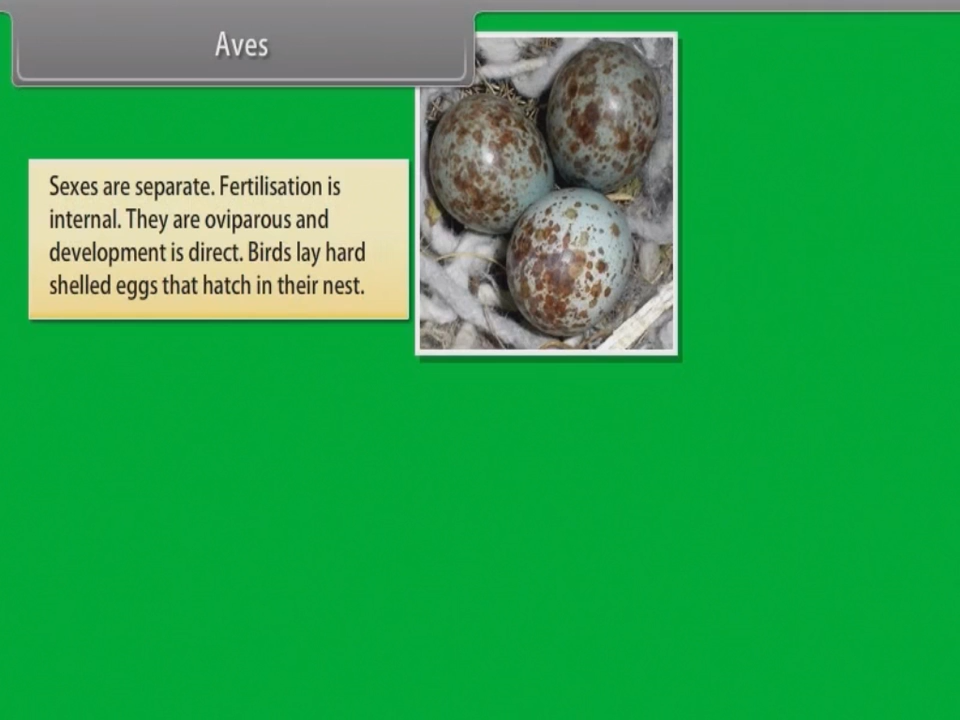 Aves
Sexes are separate. Fertilisation is
internal. They are oviparous and
development is direct. Birds lay hard
shelled eggs that hatch in their nest.